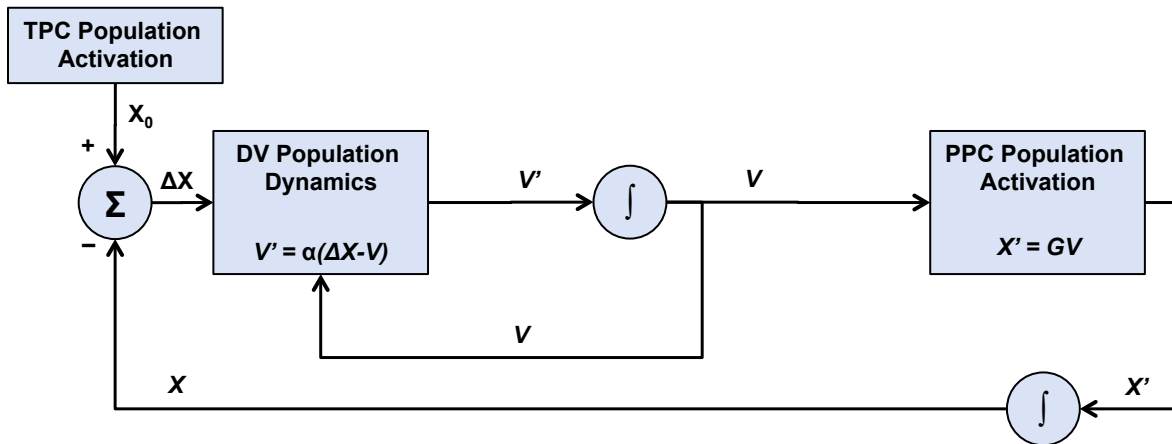 TPC Population
Activation
X₀
+
Σ
−
ΔX
DV Population
Dynamics
V' = α(ΔX-V)
V'
∫
V
PPC Population
Activation
X' = GV
V
X
∫
X'